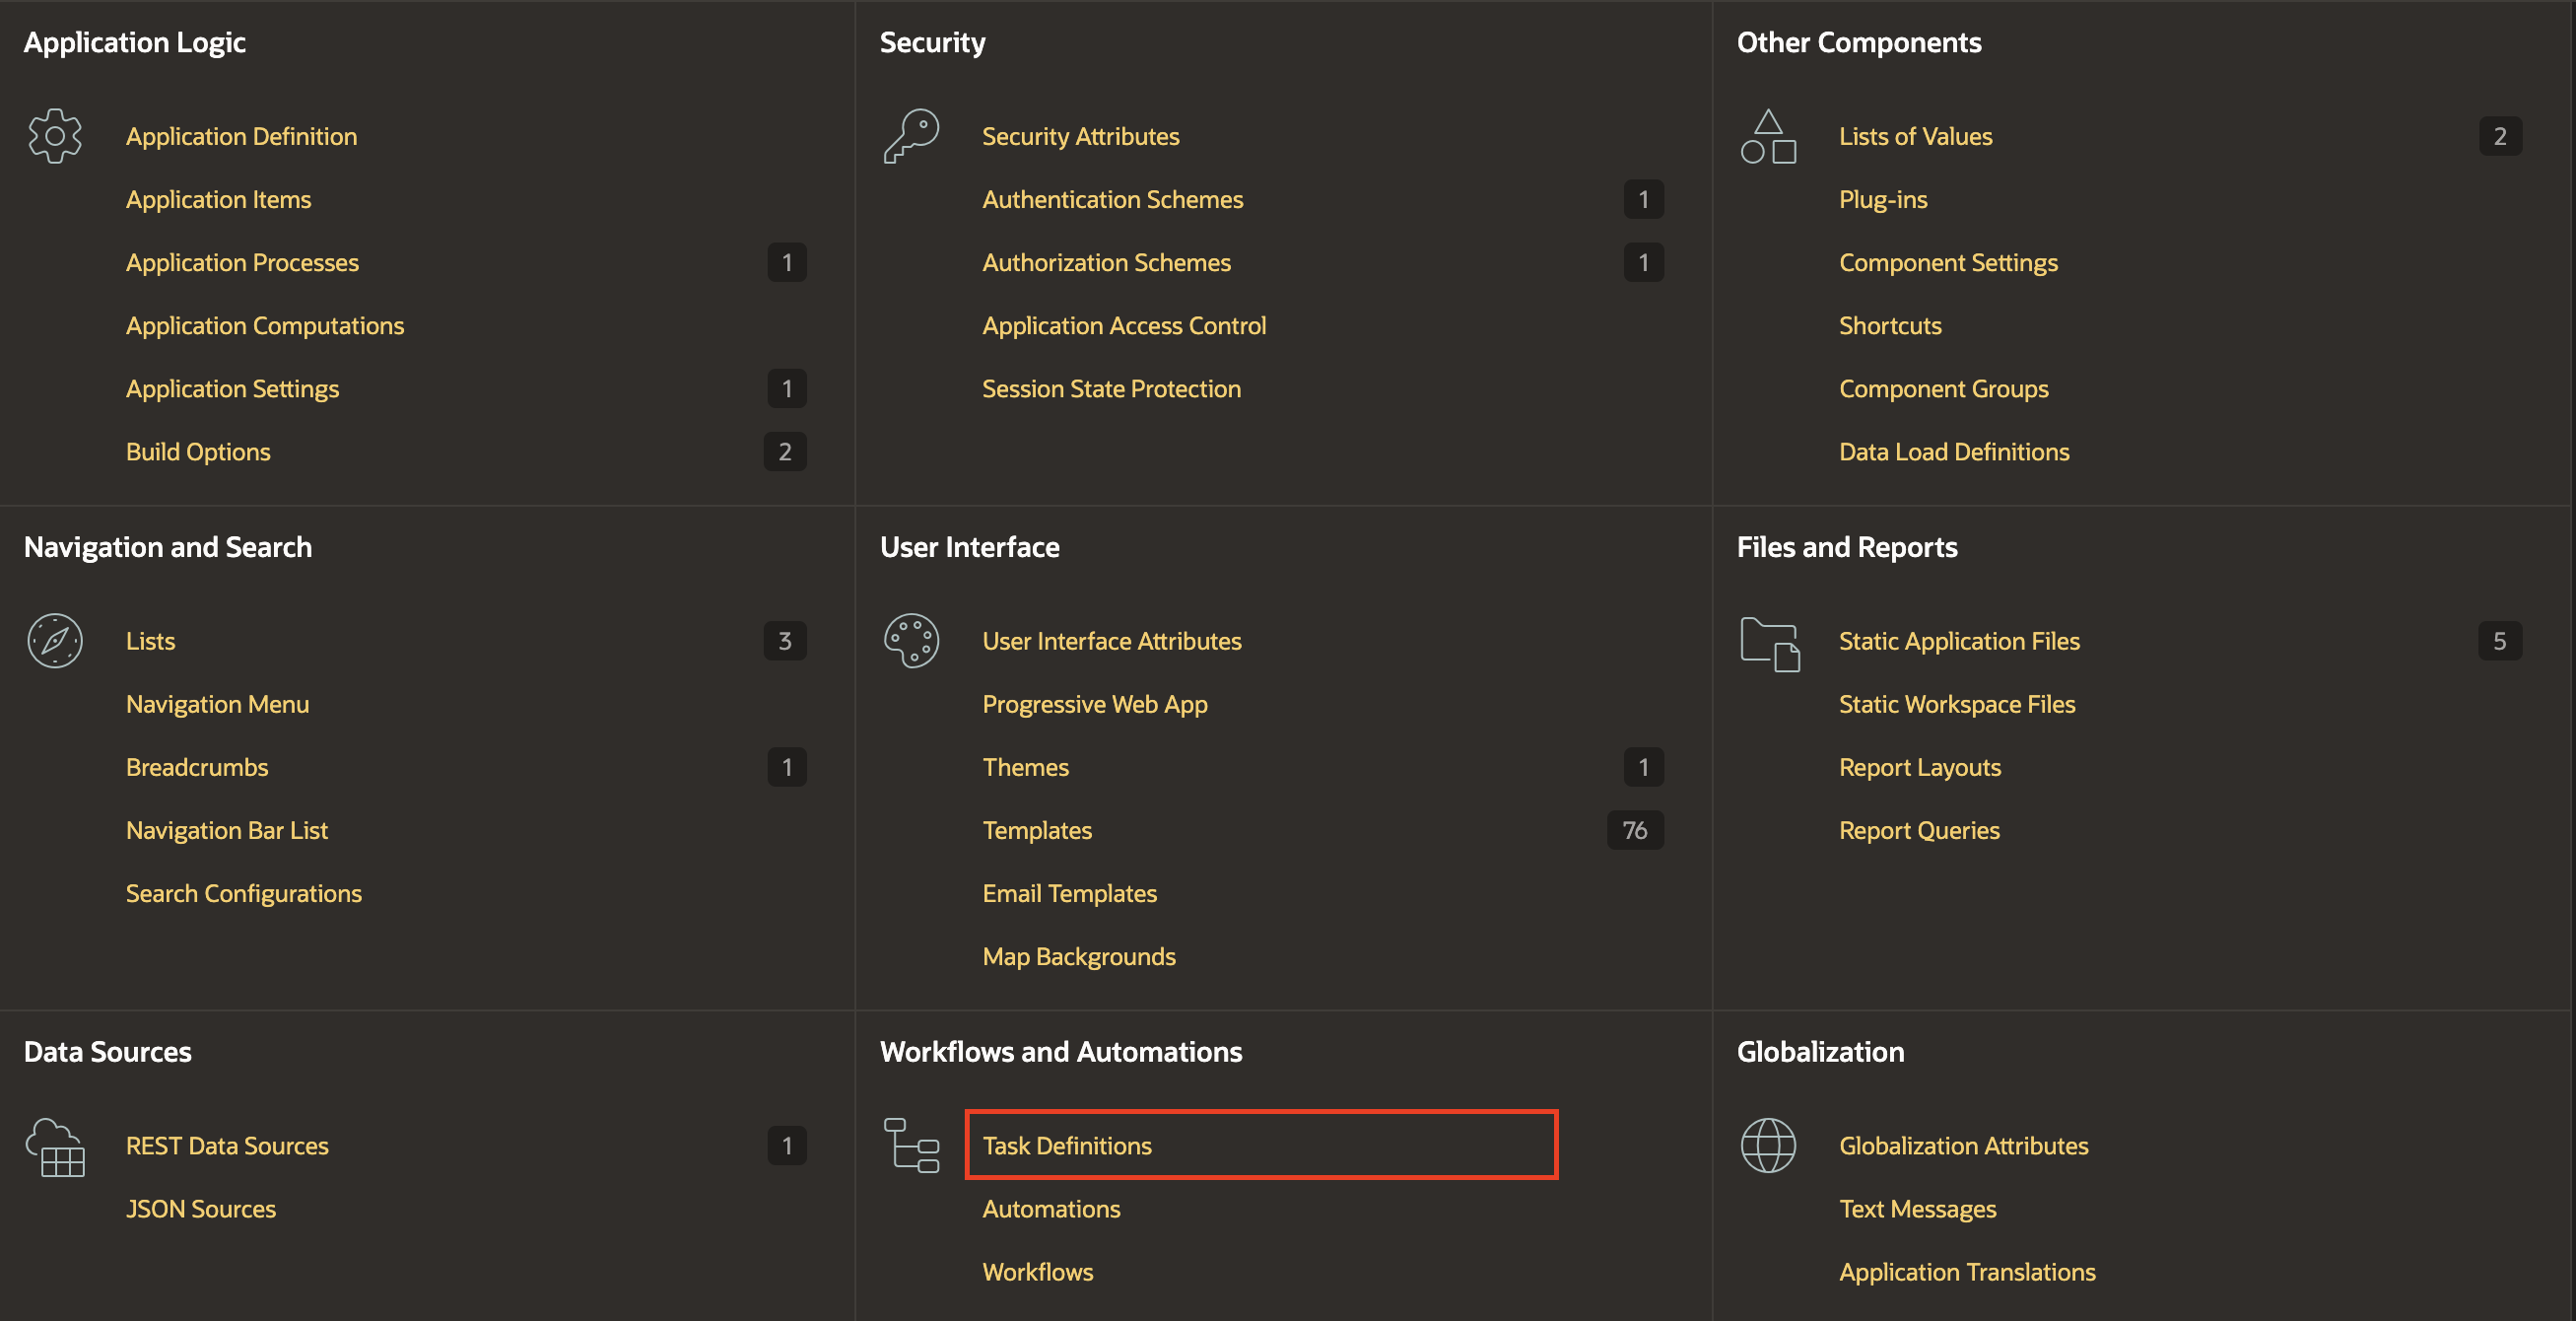 Application Logic
Application Definition
Application Items
Application Processes 1
Application Computations
Application Settings 1
Build Options 2
Security
Security Attributes
Authentication Schemes 1
Authorization Schemes 1
Application Access Control
Session State Protection
Other Components
Lists of Values 2
Plug-ins
Component Settings
Shortcuts
Component Groups
Data Load Definitions
Navigation and Search
Lists 3
Navigation Menu
Breadcrumbs 1
Navigation Bar List
Search Configurations
User Interface
User Interface Attributes
Progressive Web App
Themes 1
Templates 76
Email Templates
Map Backgrounds
Files and Reports
Static Application Files 5
Static Workspace Files
Report Layouts
Report Queries
Data Sources
REST Data Sources 1
JSON Sources
Workflows and Automations
Task Definitions
Automations
Workflows
Globalization
Globalization Attributes
Text Messages
Application Translations